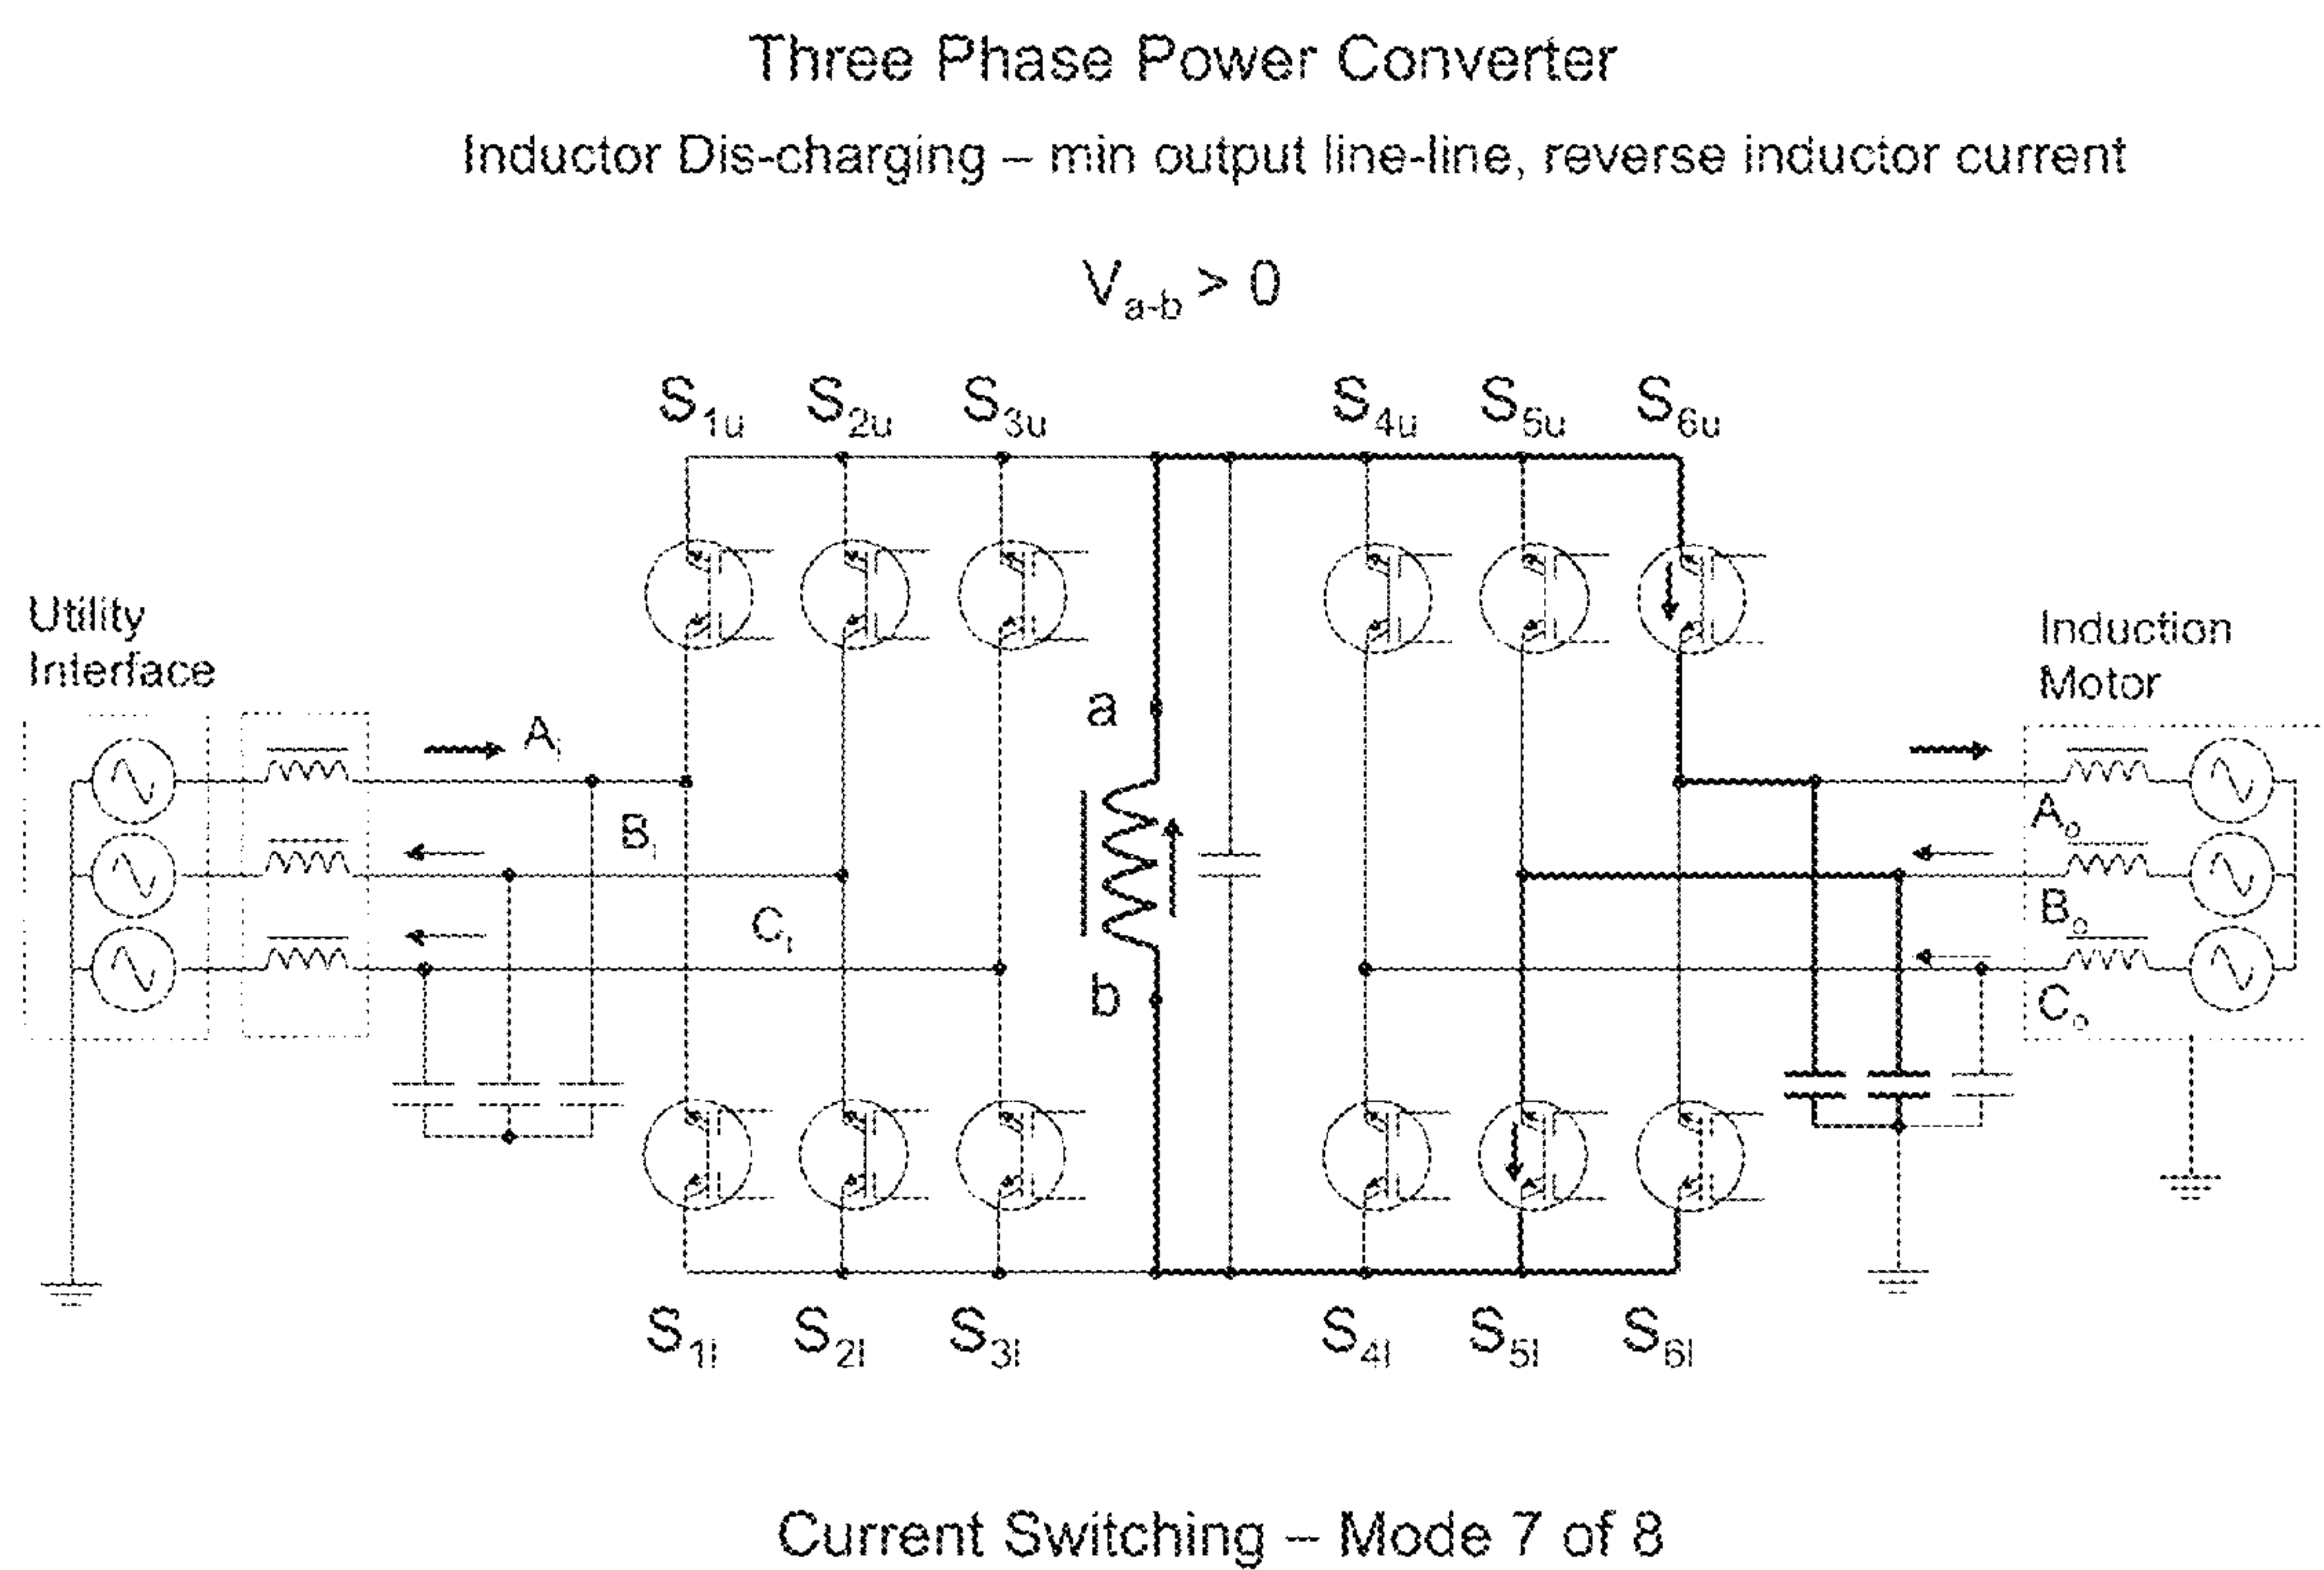 Three Phase Power Converter
Inductor Dis-charging – min output line-line, reverse inductor current
Va-b > 0
S1u S2u S3u S4u S5u S6u
Utility
Interface
Induction
Motor
a
Ai
Bi
Ci
b
Ao
Bo
Co
S1l S2l S3l S4l S5l S6l
Current Switching – Mode 7 of 8